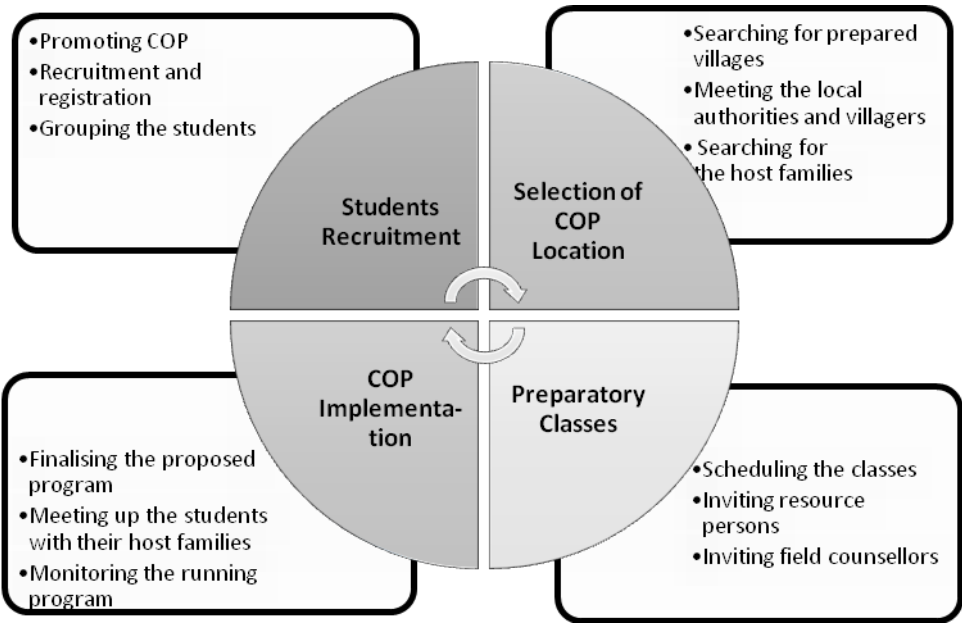 •Promoting COP
•Recruitment and
registration
•Grouping the students
•Searching for prepared
villages
•Meeting the local
authorities and villagers
•Searching for
the host families
Students
Recruitment
Selection of
COP
Location
COP
Implementa-
tion
Preparatory
Classes
•Finalising the proposed
program
•Meeting up the students
with their host families
•Monitoring the running
program
•Scheduling the classes
•Inviting resource
persons
•Inviting field counsellors